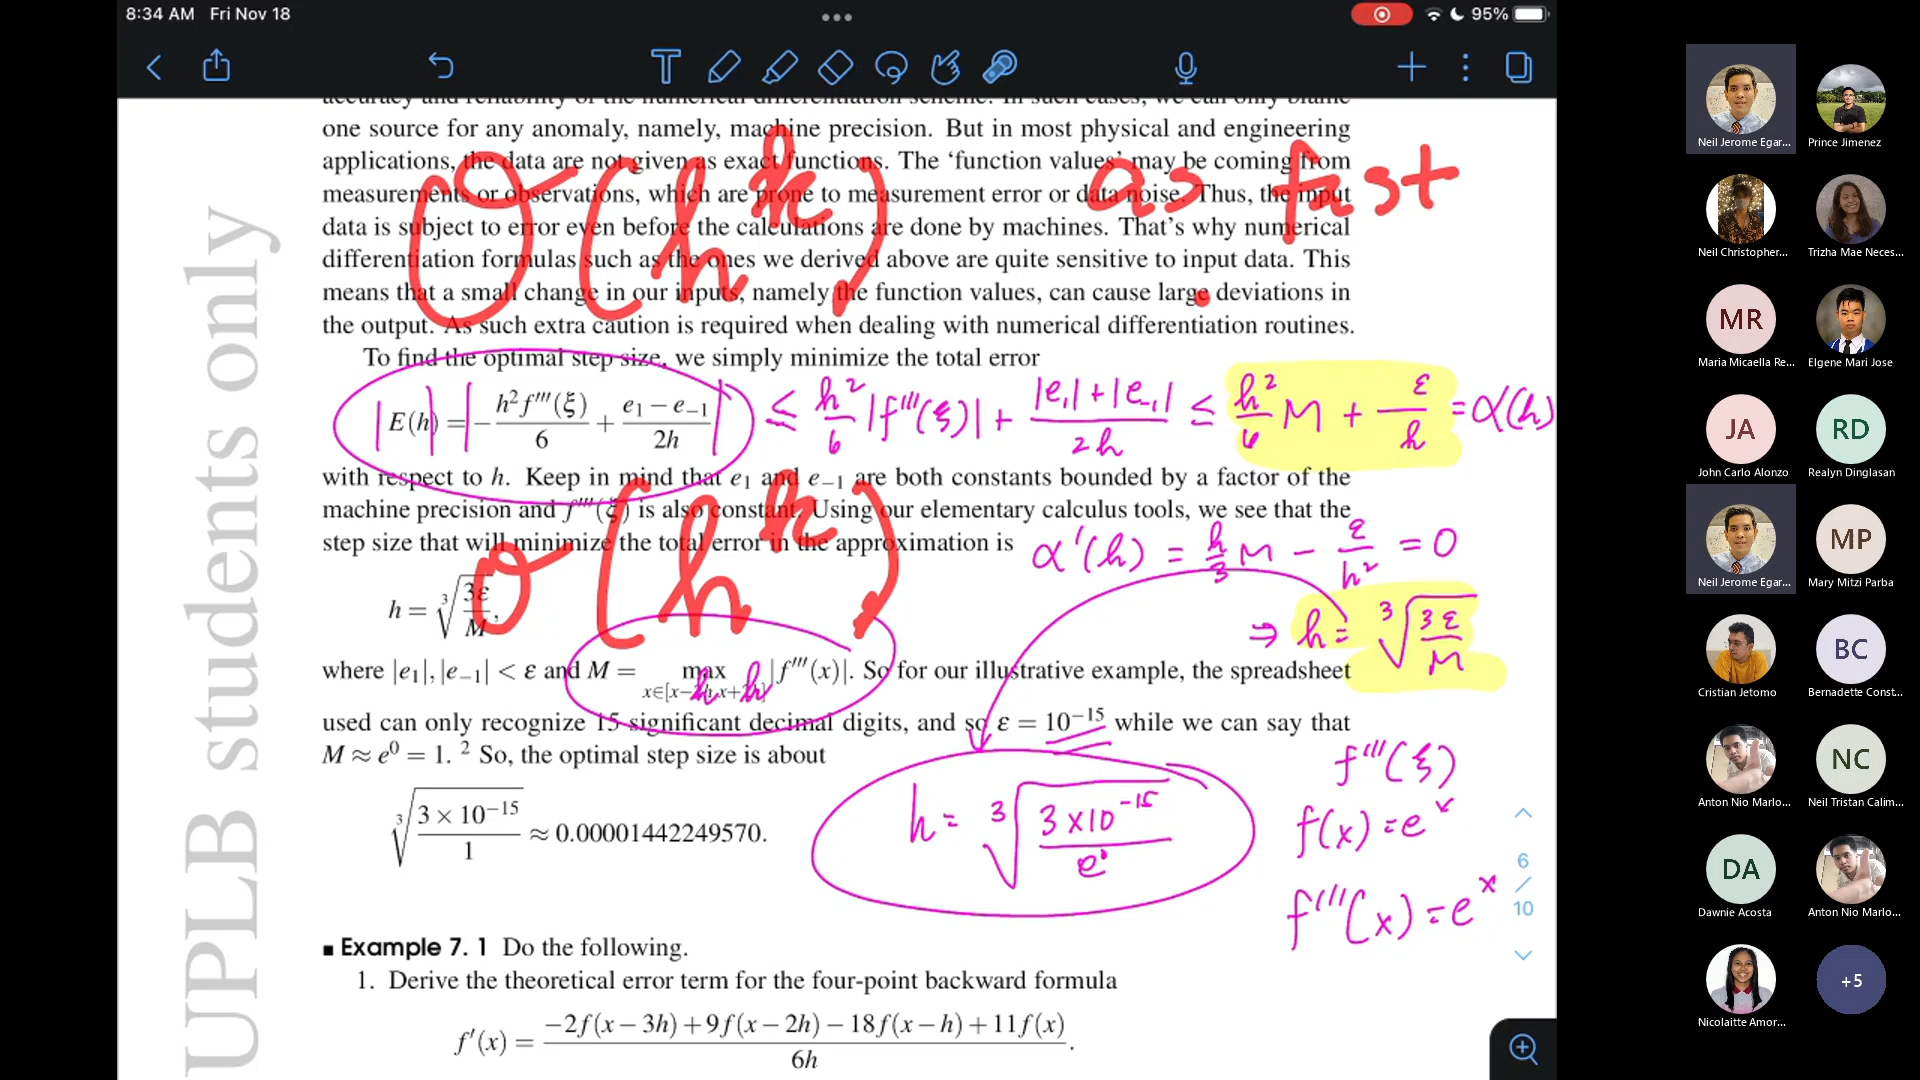 8:34 AM Fri Nov 18
95%
accuracy and reliability of the numerical differentiation scheme. In such cases, we can only blame
one source for any anomaly, namely, machine precision. But in most physical and engineering
applications, the data are not given as exact functions. The ‘function values’ may be coming from
measurements or observations, which are prone to measurement error or data noise. Thus, the input
data is subject to error even before the calculations are done by machines. That’s why numerical
differentiation formulas such as the ones we derived above are quite sensitive to input data. This
means that a small change in our inputs, namely the function values, can cause large deviations in
the output. As such extra caution is required when dealing with numerical differentiation routines.
O(h^k) as fast
To find the optimal step size, we simply minimize the total error
|E(h)| = |-h²f'''(ξ)/6 + (e₁ − e₋₁)/2h| ≤ h²/6 |f'''(ξ)| + (|e₁| + |e₋₁|)/2h ≤ h²/6 M + ε/h = α(h)
with respect to h. Keep in mind that e₁ and e₋₁ are both constants bounded by a factor of the
machine precision and f'''(ξ) is also constant. Using our elementary calculus tools, we see that the
step size that will minimize the total error in the approximation is
α'(h) = h/3 M − ε/h² = 0
o(h^k)
h = ∛(3ε/M),
⇒ h = ∛(3ε/M)
where |e₁|, |e₋₁| < ε and M = max x∈[x−h,x+h] |f'''(x)|. So for our illustrative example, the spreadsheet
used can only recognize 15 significant decimal digits, and so ε = 10⁻¹⁵ while we can say that
M ≈ e⁰ = 1. ² So, the optimal step size is about
∛((3 × 10⁻¹⁵)/1) ≈ 0.00001442249570.
h = ∛((3×10⁻¹⁵)/e⁰)
f'''(ξ)
f(x) = e^x
f'''(x) = e^x
6
/
10
Example 7. 1 Do the following.
1. Derive the theoretical error term for the four-point backward formula
f'(x) = (−2f(x − 3h) + 9f(x − 2h) − 18f(x − h) + 11f(x))/6h.
UPLB students only
Neil Jerome Egar...
Prince Jimenez
Neil Christopher...
Trizha Mae Neces...
MR
Maria Micaella Re...
Elgene Mari Jose
JA
John Carlo Alonzo
RD
Realyn Dinglasan
Neil Jerome Egar...
MP
Mary Mitzi Parba
Cristian Jetomo
BC
Bernadette Const...
Anton Nio Marlo...
NC
Neil Tristan Calim...
DA
Dawnie Acosta
Anton Nio Marlo...
Nicolaitte Amor...
+5